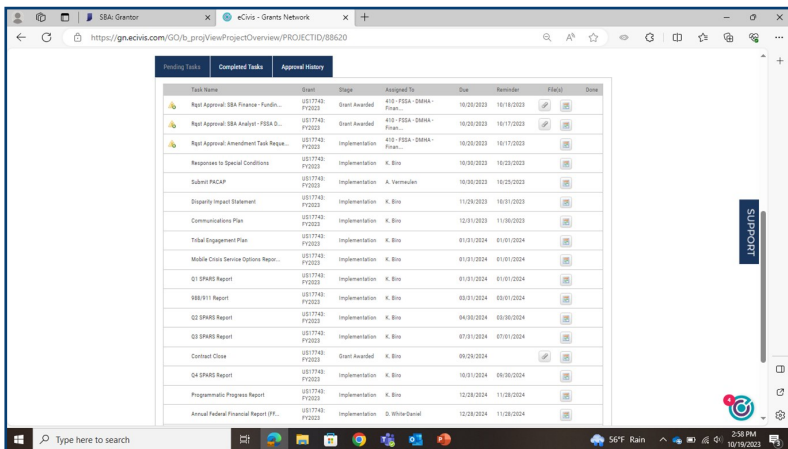 SBA: Grantor
eCivis - Grants Network
https://gn.ecivis.com/GO/b_projViewProjectOverview/PROJECTID/88620
Pending Tasks Completed Tasks Approval History
Task Name Grant Stage Assigned To Due Reminder File(s) Done
Rqst Approval: SBA Finance - Fundin... US17743: FY2023 Grant Awarded 410 - FSSA - DMHA - Finan... 10/20/2023 10/18/2023
Rqst Approval: SBA Analyst - FSSA D... US17743: FY2023 Grant Awarded 410 - FSSA - DMHA - Finan... 10/20/2023 10/17/2023
Rqst Approval: Amendment Task Reque... US17743: FY2023 Implementation 410 - FSSA - DMHA - Finan... 10/20/2023 10/17/2023
Responses to Special Conditions US17743: FY2023 Implementation K. Biro 10/30/2023 10/23/2023
Submit PACAP US17743: FY2023 Implementation A. Vermeulen 10/30/2023 10/25/2023
Disparity Impact Statement US17743: FY2023 Implementation K. Biro 11/29/2023 10/31/2023
Communications Plan US17743: FY2023 Implementation K. Biro 12/31/2023 11/30/2023
Tribal Engagement Plan US17743: FY2023 Implementation K. Biro 01/31/2024 01/01/2024
Mobile Crisis Service Options Repor... US17743: FY2023 Implementation K. Biro 01/31/2024 01/01/2024
Q1 SPARS Report US17743: FY2023 Implementation K. Biro 01/31/2024 01/01/2024
988/911 Report US17743: FY2023 Implementation K. Biro 03/31/2024 03/01/2024
Q2 SPARS Report US17743: FY2023 Implementation K. Biro 04/30/2024 03/30/2024
Q3 SPARS Report US17743: FY2023 Implementation K. Biro 07/31/2024 07/01/2024
Contract Close US17743: FY2023 Grant Awarded K. Biro 09/29/2024
Q4 SPARS Report US17743: FY2023 Implementation K. Biro 10/31/2024 09/30/2024
Programmatic Progress Report US17743: FY2023 Implementation K. Biro 12/28/2024 11/28/2024
Annual Federal Financial Report (FF... US17743: FY2023 Implementation D. White-Daniel 12/28/2024 11/28/2024
SUPPORT
4
Type here to search
56°F Rain
2:58 PM
10/19/2023